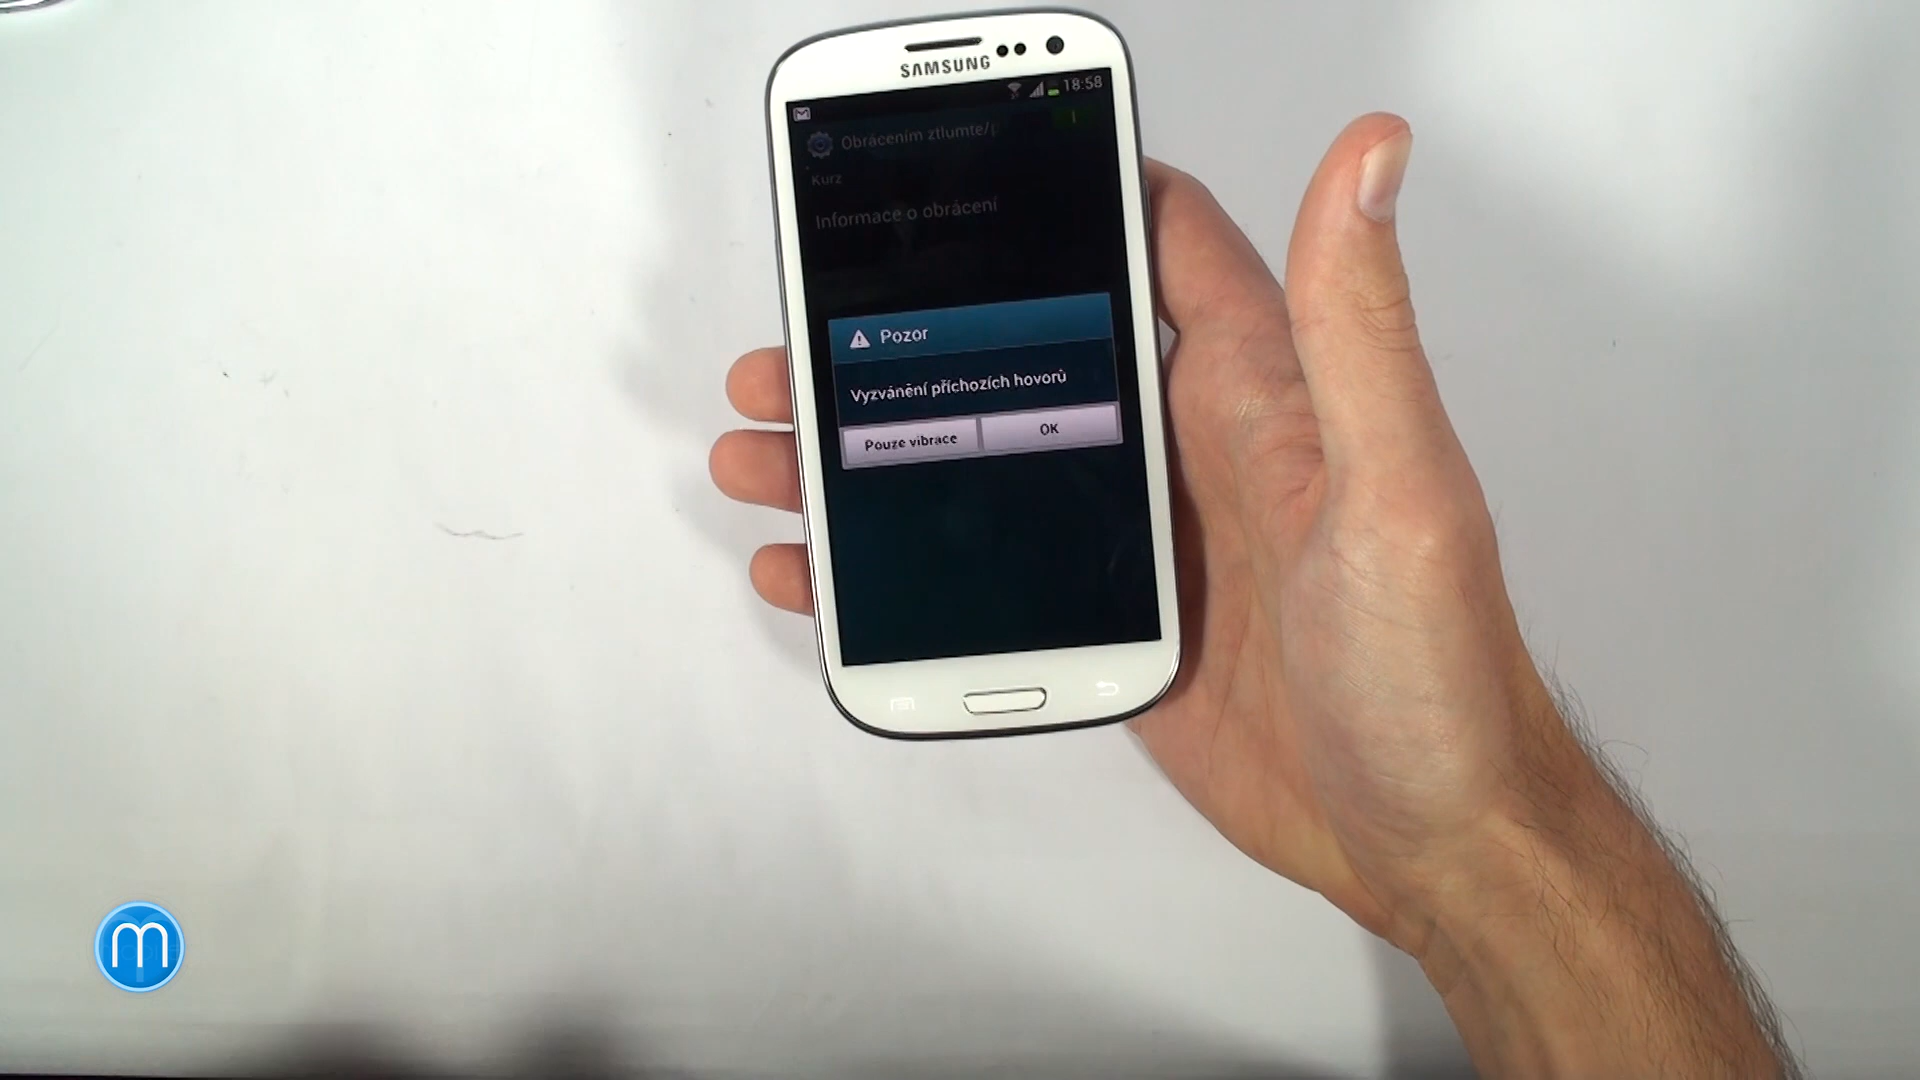 SAMSUNG
18:58
Obrácením ztlumte/p
Kurz
Informace o obrácení
Pozor
Vyzvánění příchozích hovorů
Pouze vibrace
OK
m